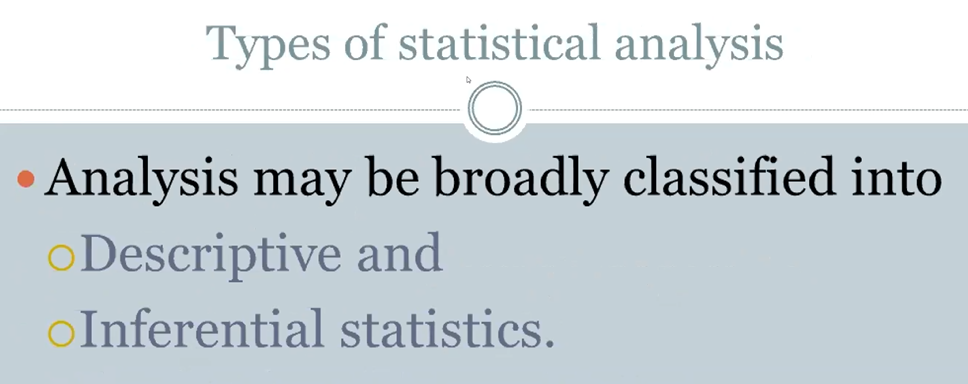 Types of statistical analysis
Analysis may be broadly classified into
Descriptive and
Inferential statistics.